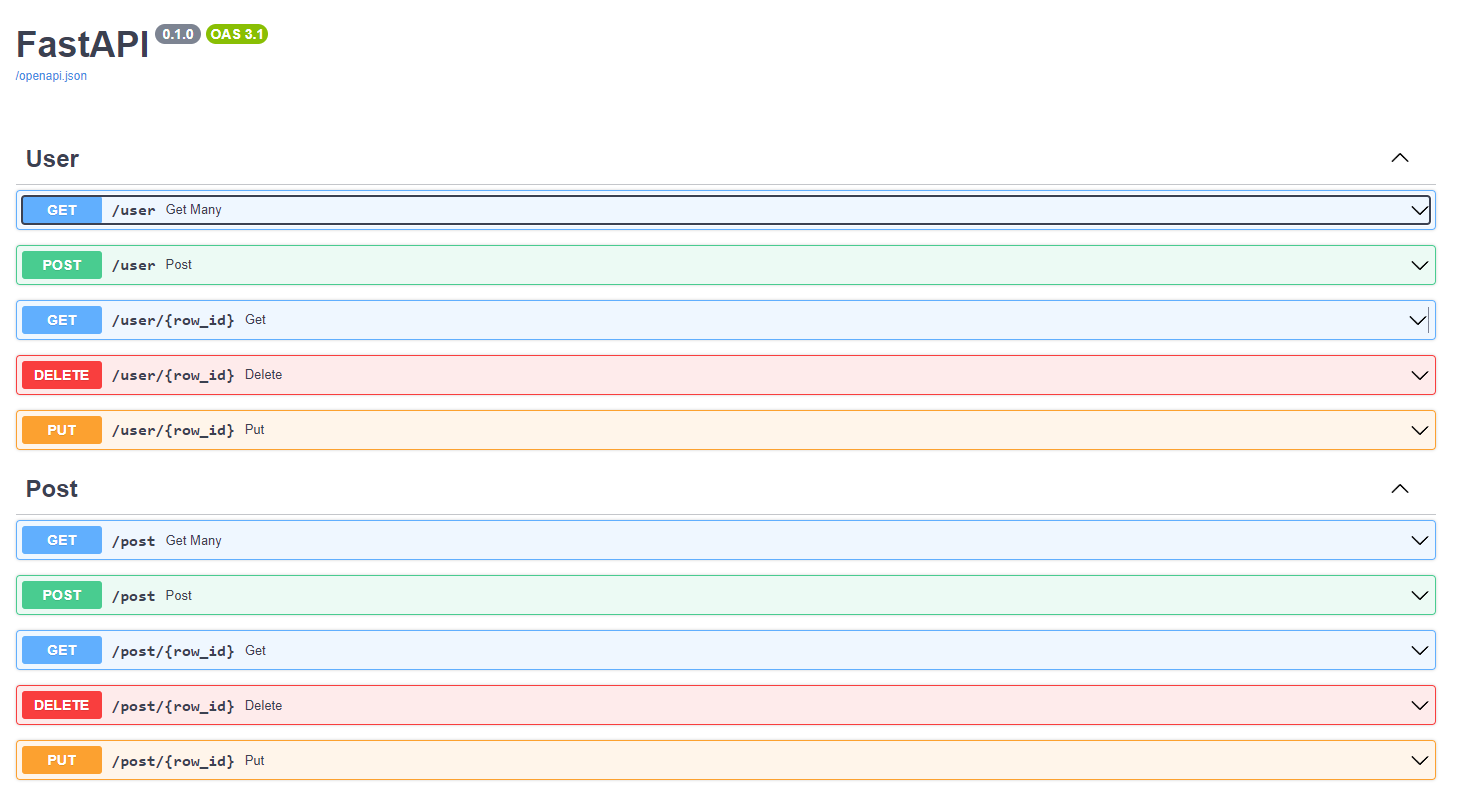 FastAPI 0.1.0 OAS 3.1
/openapi.json
User
GET /user Get Many
POST /user Post
GET /user/{row_id} Get
DELETE /user/{row_id} Delete
PUT /user/{row_id} Put
Post
GET /post Get Many
POST /post Post
GET /post/{row_id} Get
DELETE /post/{row_id} Delete
PUT /post/{row_id} Put